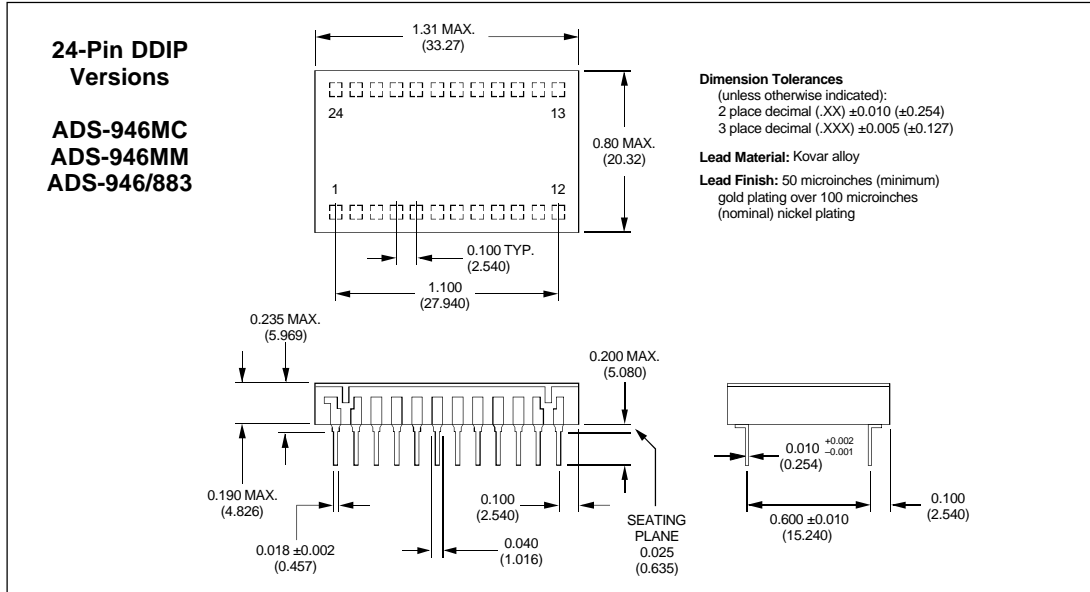 24-Pin DDIP
Versions
ADS-946MC
ADS-946MM
ADS-946/883
1.31 MAX.
(33.27)
24
13
1
12
0.80 MAX.
(20.32)
0.100 TYP.
(2.540)
1.100
(27.940)
Dimension Tolerances
(unless otherwise indicated):
2 place decimal (.XX) ±0.010 (±0.254)
3 place decimal (.XXX) ±0.005 (±0.127)
Lead Material: Kovar alloy
Lead Finish: 50 microinches (minimum)
gold plating over 100 microinches
(nominal) nickel plating
0.235 MAX.
(5.969)
0.200 MAX.
(5.080)
0.190 MAX.
(4.826)
0.018 ±0.002
(0.457)
0.040
(1.016)
0.100
(2.540)
SEATING
PLANE
0.025
(0.635)
0.010 +0.002
–0.001
(0.254)
0.600 ±0.010
(15.240)
0.100
(2.540)